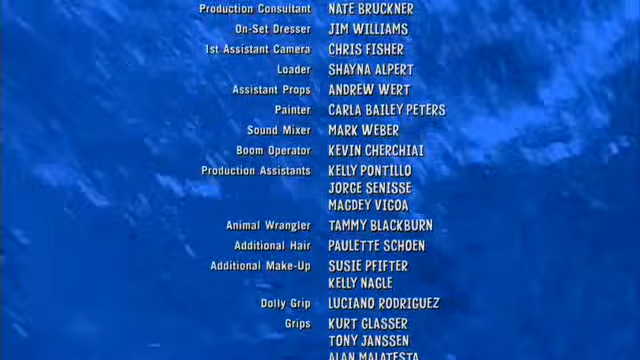 Production Consultant NATE BRUCKNER
On-Set Dresser JIM WILLIAMS
1st Assistant Camera CHRIS FISHER
Loader SHAYNA ALPERT
Assistant Props ANDREW WERT
Painter CARLA BAILEY PETERS
Sound Mixer MARK WEBER
Boom Operator KEVIN CHERCHIAI
Production Assistants KELLY PONTILLO
JORGE SENISSE
MAGDEY VIGOA
Animal Wrangler TAMMY BLACKBURN
Additional Hair PAULETTE SCHOEN
Additional Make-Up SUSIE PFIFTER
KELLY NAGLE
Dolly Grip LUCIANO RODRIGUEZ
Grips KURT GLASSER
TONY JANSSEN
ALAN MALATESTA